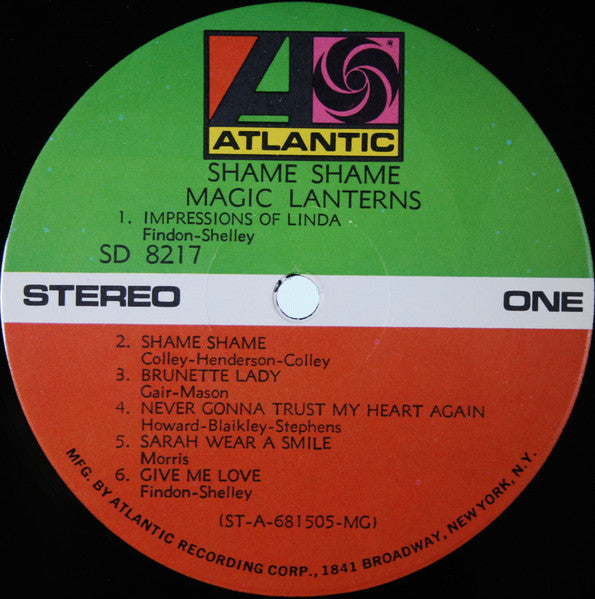 ATLANTIC
SHAME SHAME
MAGIC LANTERNS
1. IMPRESSIONS OF LINDA
Findon-Shelley
SD 8217
STEREO ONE
2. SHAME SHAME
Colley-Henderson-Colley
3. BRUNETTE LADY
Gair-Mason
4. NEVER GONNA TRUST MY HEART AGAIN
Howard-Blaikley-Stephens
5. SARAH WEAR A SMILE
Morris
6. GIVE ME LOVE
Findon-Shelley
(ST-A-681505-MG)
MFG. BY ATLANTIC RECORDING CORP., 1841 BROADWAY, NEW YORK, N.Y.